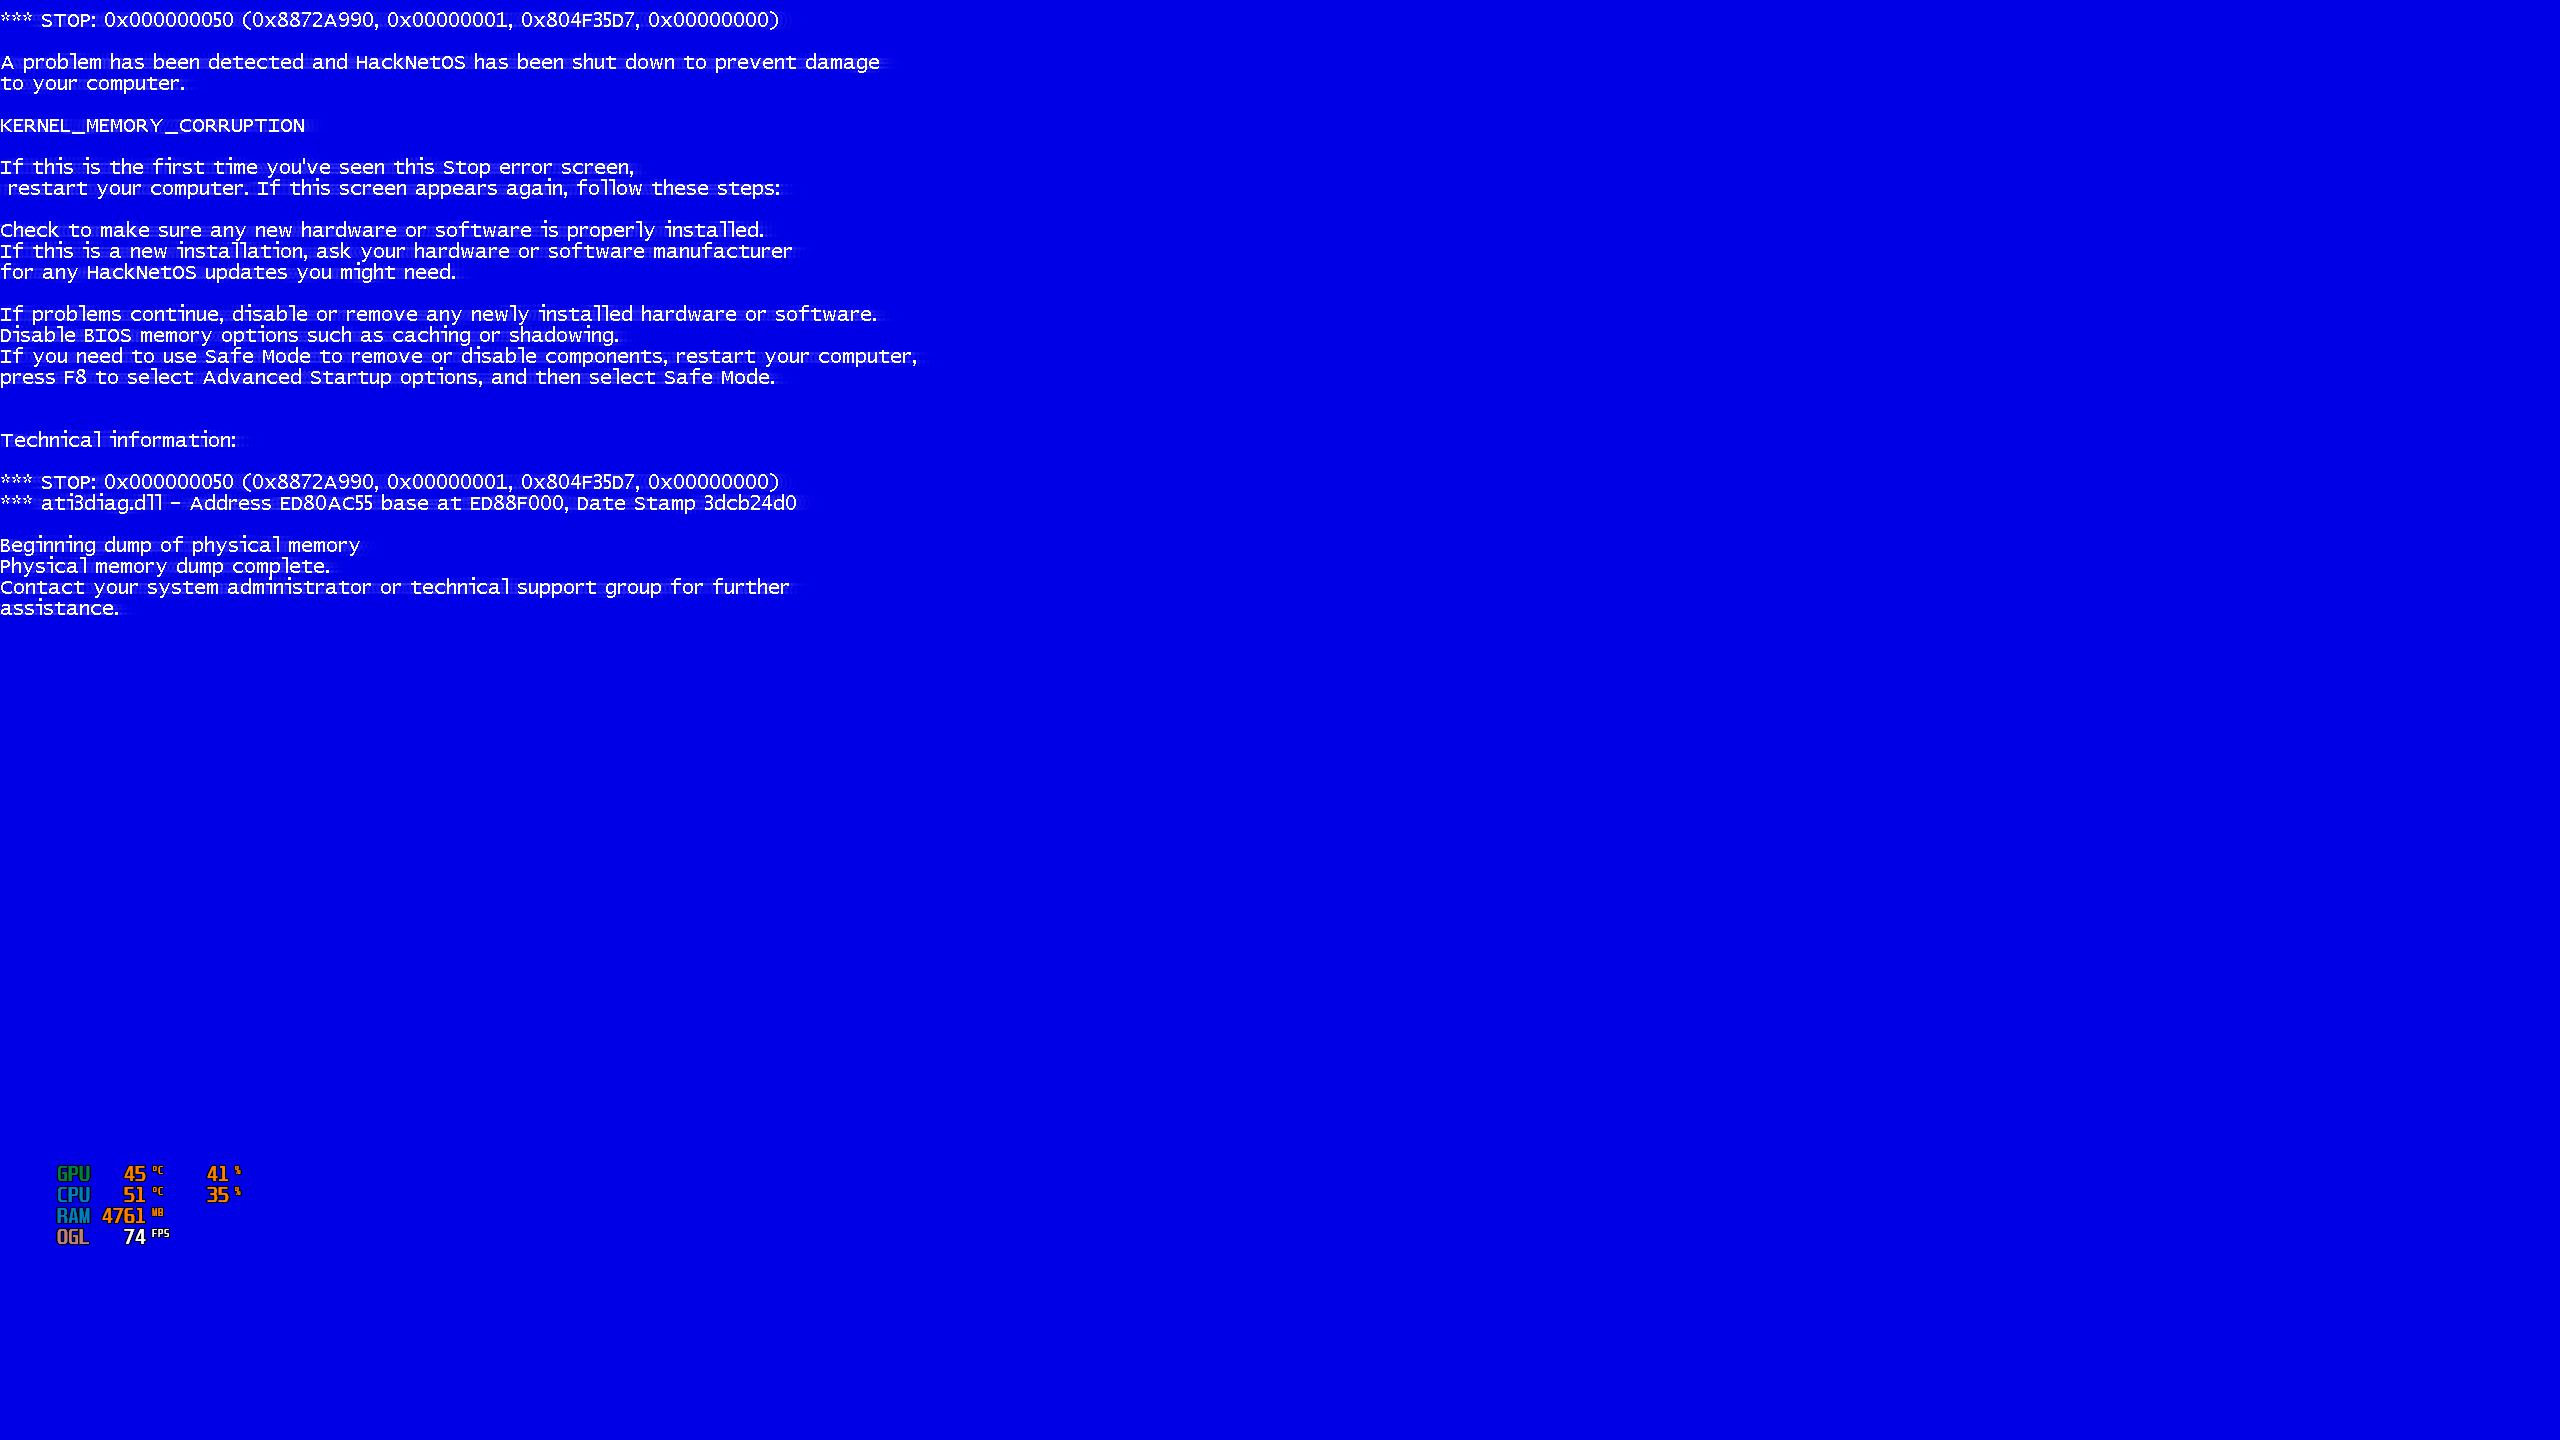 *** STOP: 0x000000050 (0x8872A990, 0x00000001, 0x804F35D7, 0x00000000)
A problem has been detected and HackNetOS has been shut down to prevent damage
to your computer.
KERNEL_MEMORY_CORRUPTION
If this is the first time you've seen this Stop error screen,
restart your computer. If this screen appears again, follow these steps:
Check to make sure any new hardware or software is properly installed.
If this is a new installation, ask your hardware or software manufacturer
for any HackNetOS updates you might need.
If problems continue, disable or remove any newly installed hardware or software.
Disable BIOS memory options such as caching or shadowing.
If you need to use Safe Mode to remove or disable components, restart your computer,
press F8 to select Advanced Startup options, and then select Safe Mode.
Technical information:
*** STOP: 0x000000050 (0x8872A990, 0x00000001, 0x804F35D7, 0x00000000)
*** ati3diag.dll - Address ED80AC55 base at ED88F000, Date Stamp 3dcb24d0
Beginning dump of physical memory
Physical memory dump complete.
Contact your system administrator or technical support group for further
assistance.
GPU 45 °C 41 %
CPU 51 °C 35 %
RAM 4761 MB
OGL 74 FPS